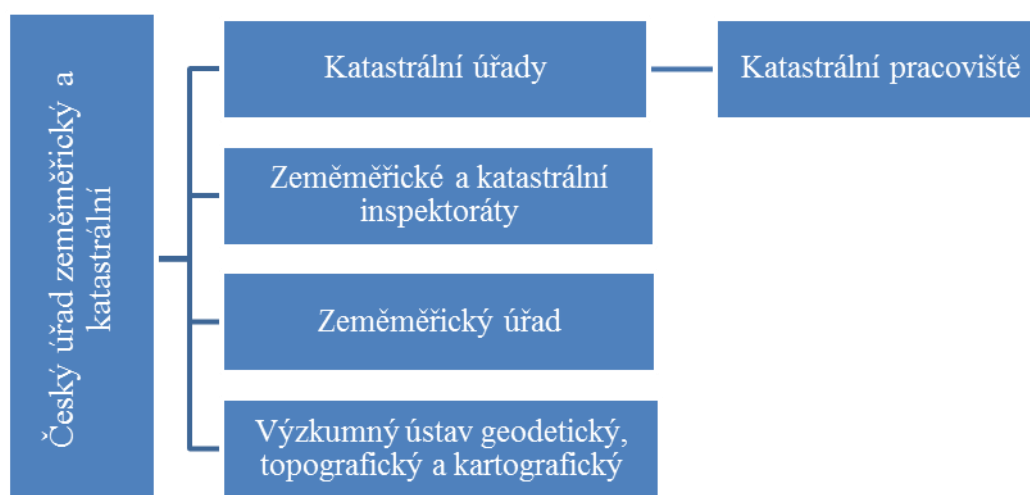 Český úřad zeměměřický a
katastrální
Katastrální úřady
Katastrální pracoviště
Zeměměřické a katastrální
inspektoráty
Zeměměřický úřad
Výzkumný ústav geodetický,
topografický a kartografický